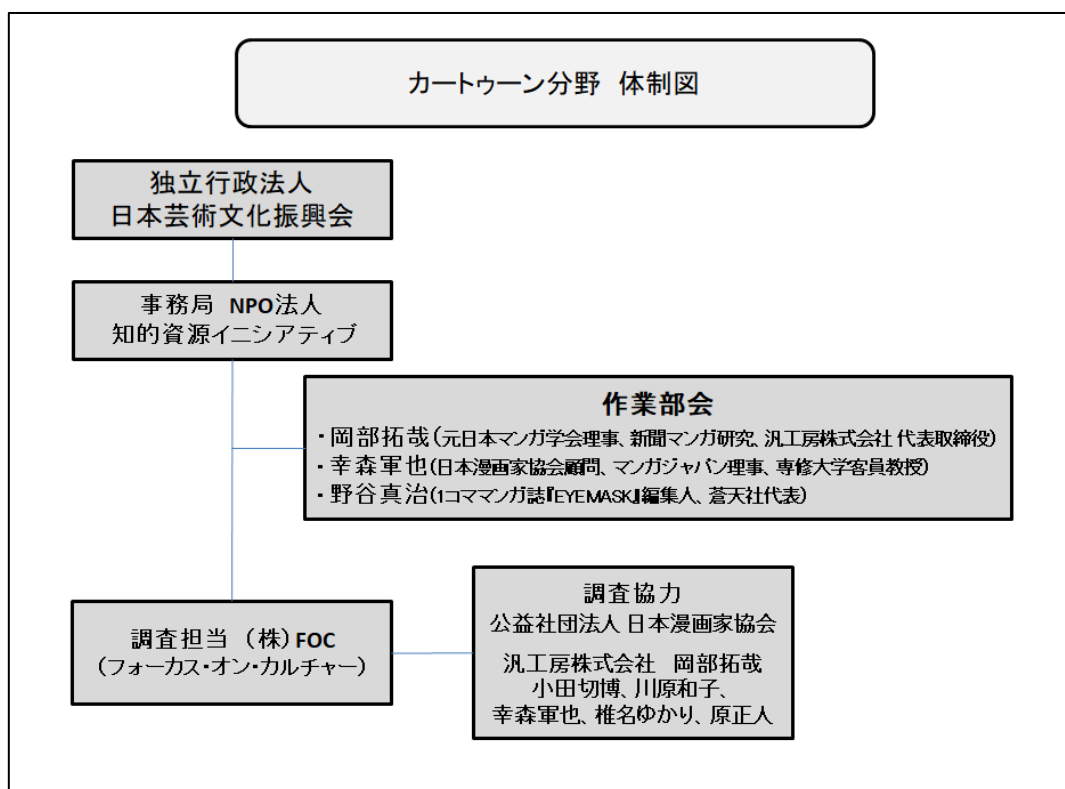 カートゥーン分野 体制図
独立行政法人
日本芸術文化振興会
事務局 NPO法人
知的資源イニシアティブ
作業部会
・岡部拓哉(元日本マンガ学会理事、新聞マンガ研究、汎工房株式会社 代表取締役)
・幸森軍也(日本漫画家協会顧問、マンガジャパン理事、専修大学客員教授)
・野谷真治(1コママンガ誌『EYEMASK』編集人、蒼天社代表)
調査担当 (株)FOC
(フォーカス・オン・カルチャー)
調査協力
公益社団法人 日本漫画家協会
汎工房株式会社 岡部拓哉
小田切博、川原和子、
幸森軍也、椎名ゆかり、原正人